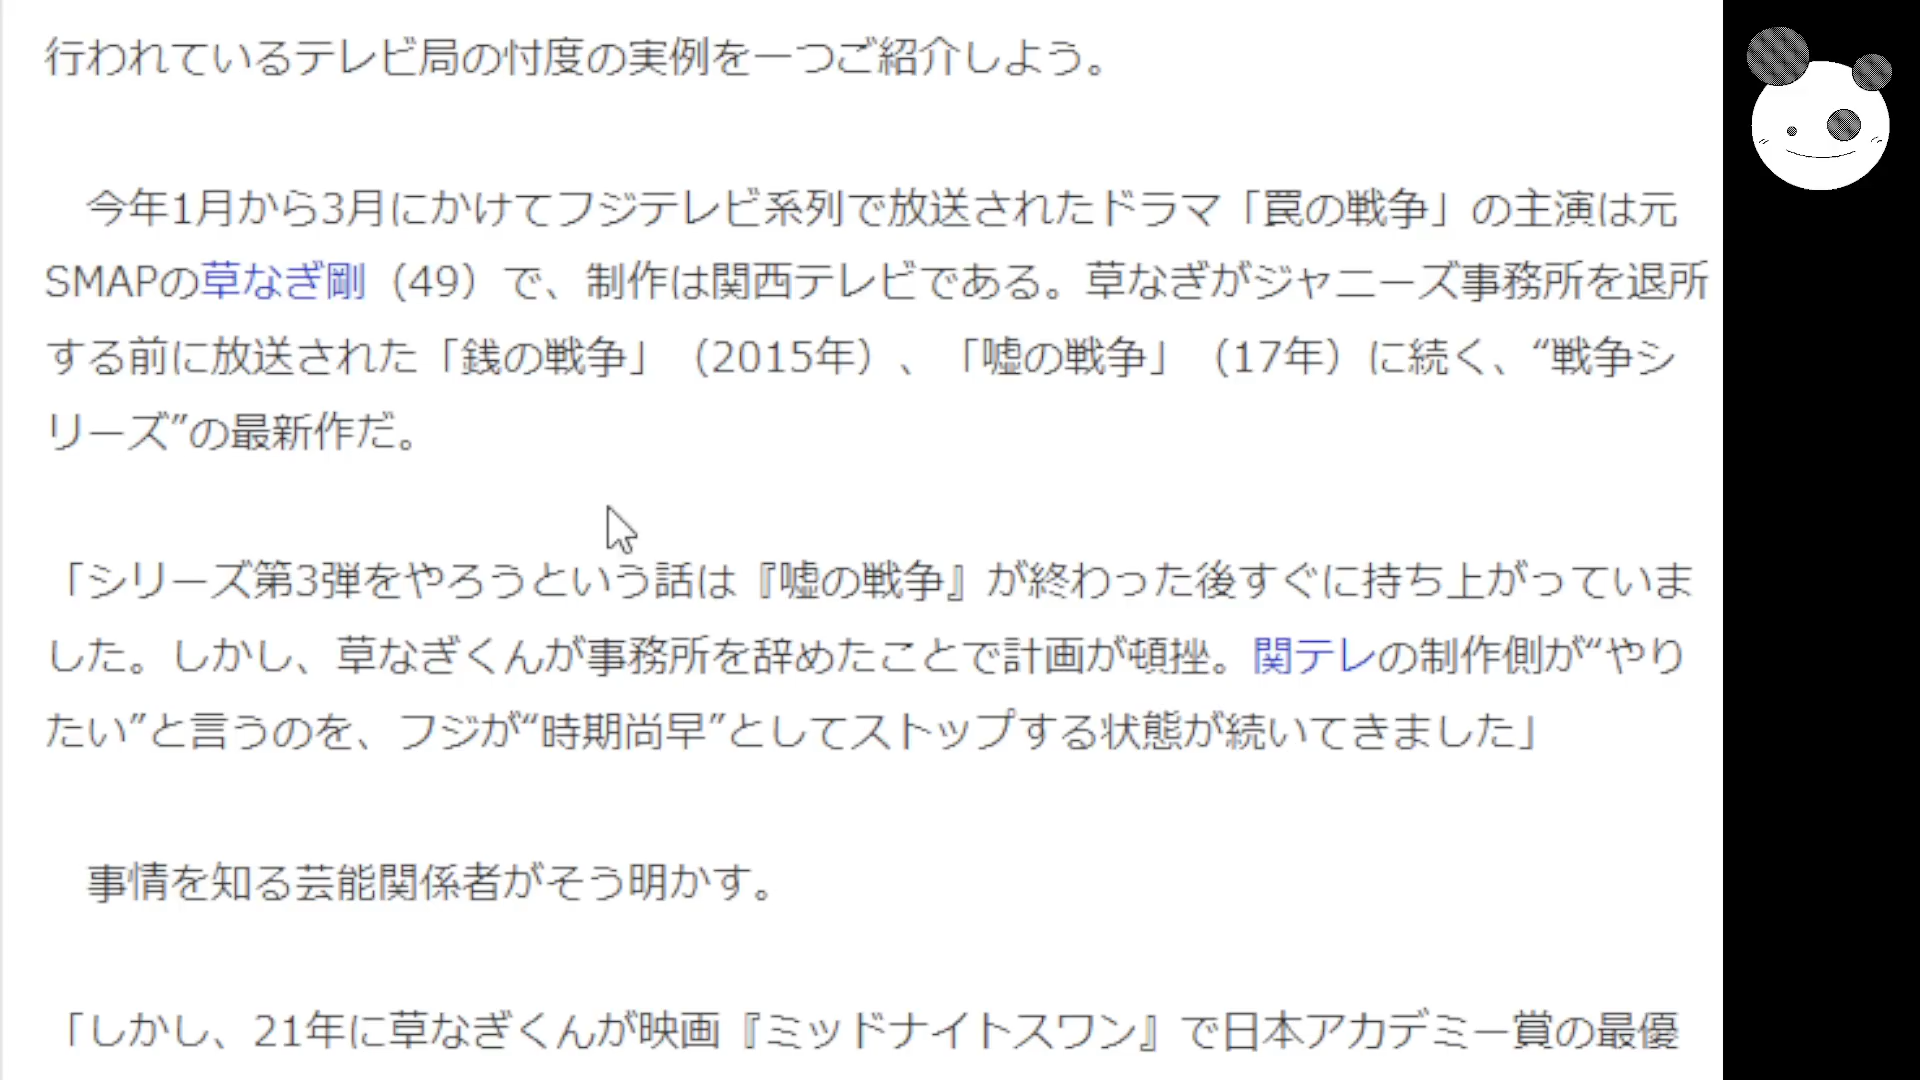 行われているテレビ局の忖度の実例を一つご紹介しよう。
今年1月から3月にかけてフジテレビ系列で放送されたドラマ「罠の戦争」の主演は元
SMAPの草なぎ剛（49）で、制作は関西テレビである。草なぎがジャニーズ事務所を退所
する前に放送された「銭の戦争」（2015年）、「嘘の戦争」（17年）に続く、“戦争シ
リーズ”の最新作だ。
「シリーズ第3弾をやろうという話は『嘘の戦争』が終わった後すぐに持ち上がっていま
した。しかし、草なぎくんが事務所を辞めたことで計画が頓挫。関テレの制作側が“やり
たい”と言うのを、フジが“時期尚早”としてストップする状態が続いてきました」
事情を知る芸能関係者がそう明かす。
「しかし、21年に草なぎくんが映画『ミッドナイトスワン』で日本アカデミー賞の最優